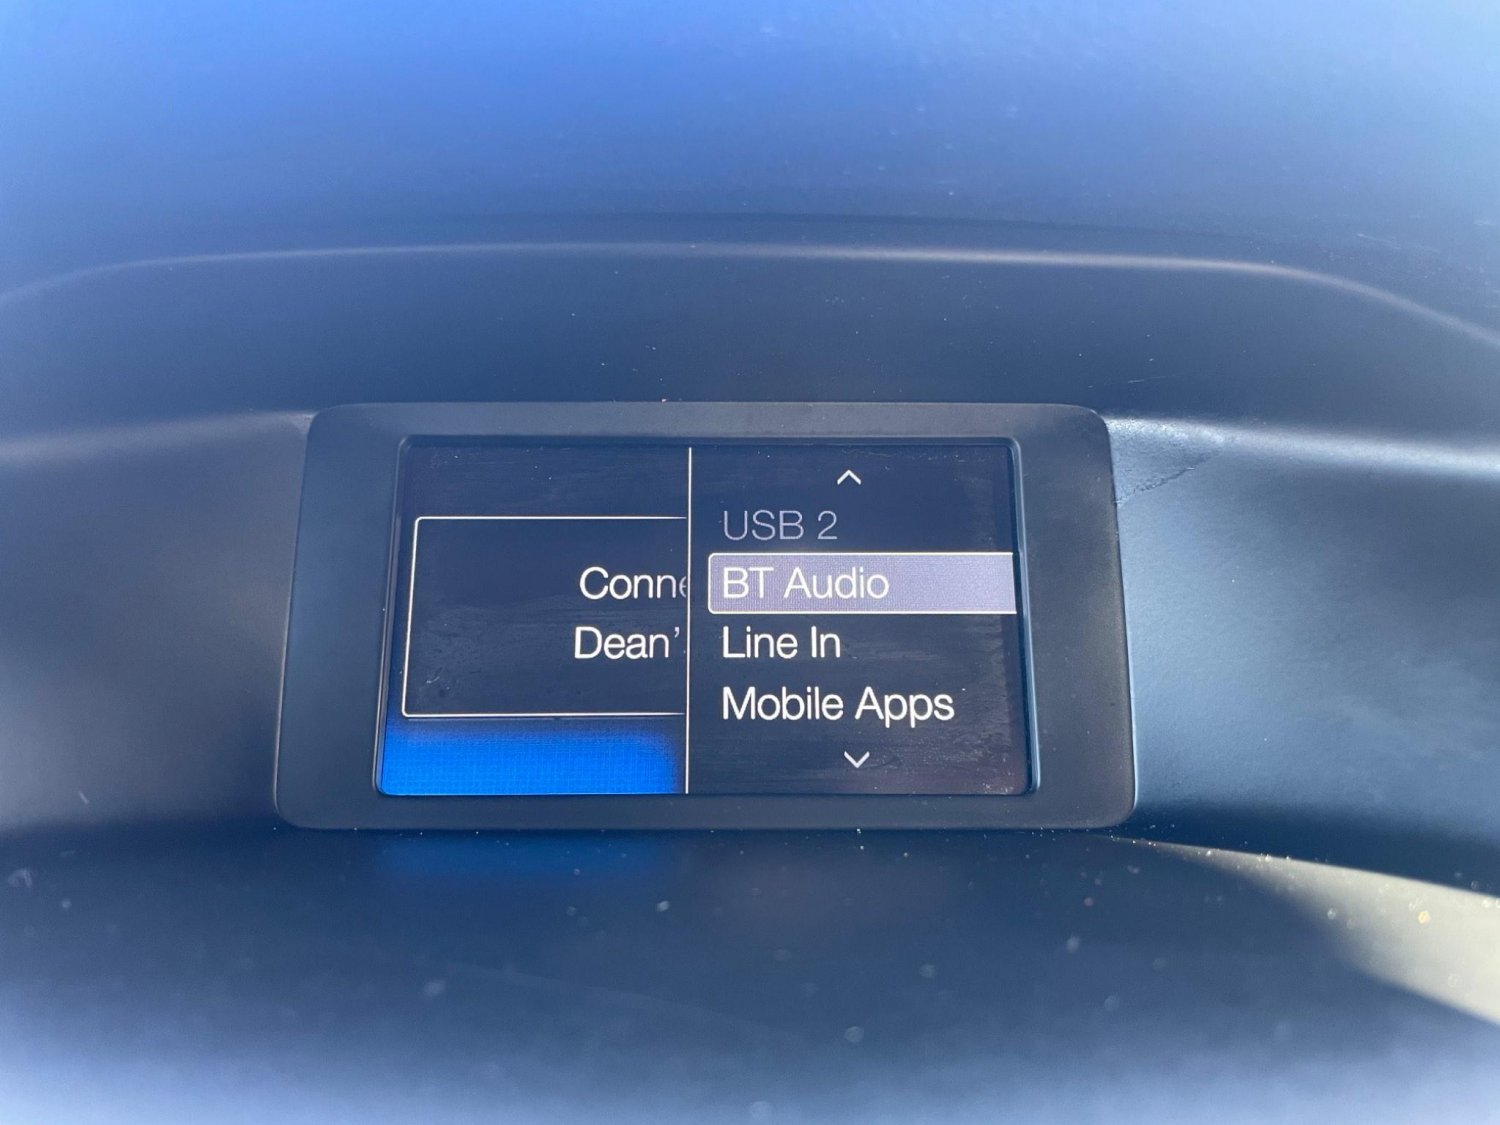 Conne
Dean'
USB 2
BT Audio
Line In
Mobile Apps